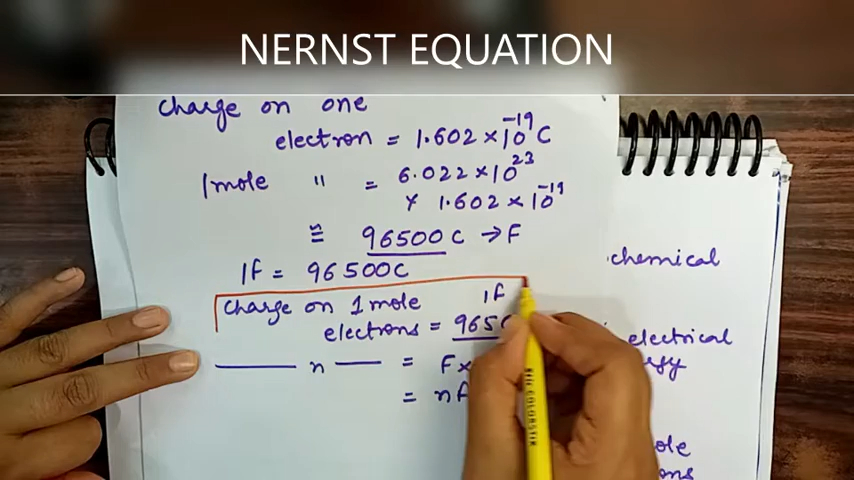 NERNST EQUATION
Charge on one
electron = 1.602 × 10⁻¹⁹ C
1mole " = 6.022 × 10²³
× 1.602 × 10⁻¹⁹
≅ 96500 C → F
1F = 96500C
Charge on 1 mole 1F
electrons = 965
—— n —— = F×
= nF
chemical
electrical